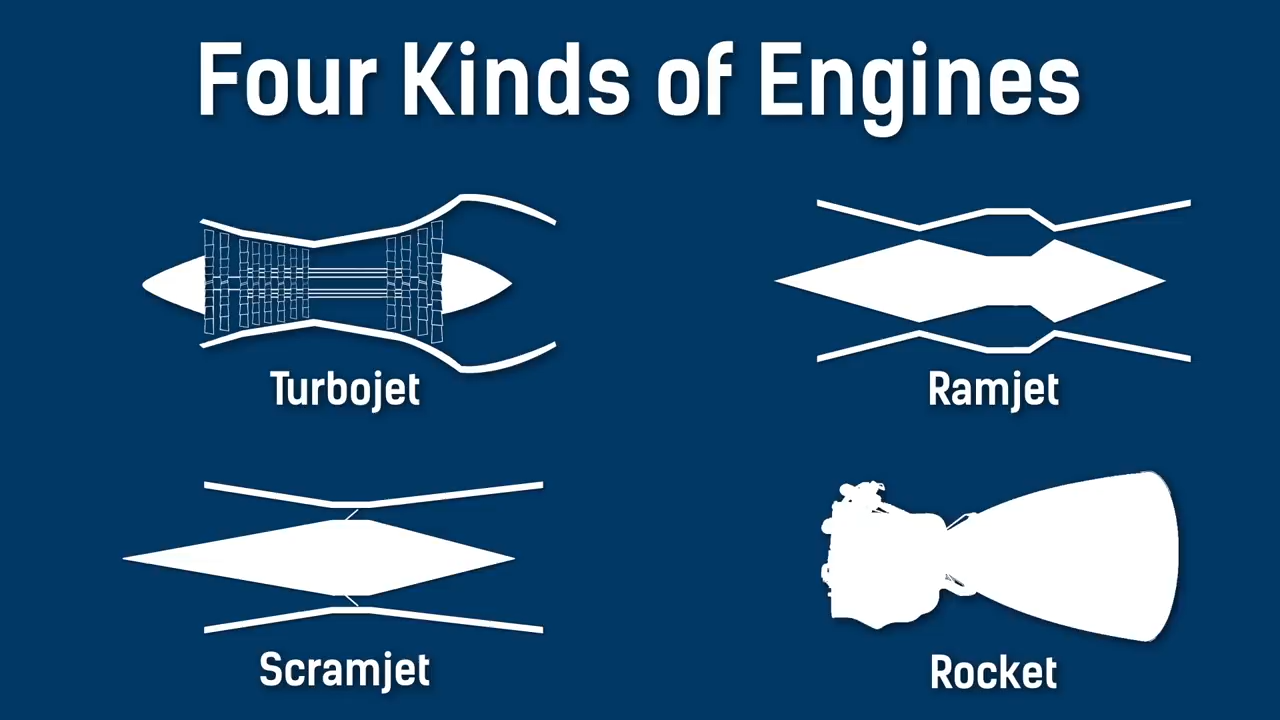 Four Kinds of Engines
Turbojet
Ramjet
Scramjet
Rocket